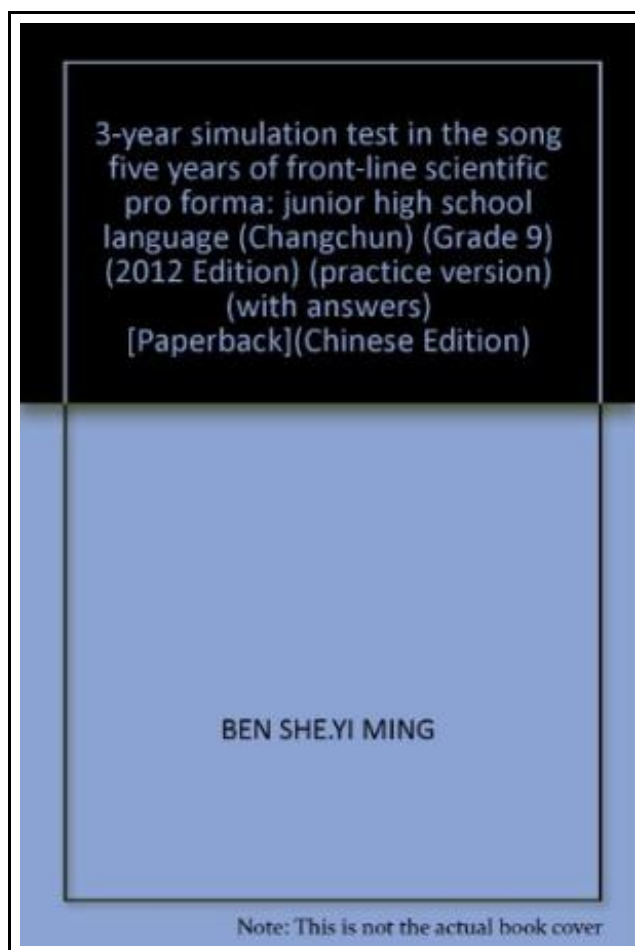 3-year simulation test in the song
five years of front-line scientific
pro forma: junior high school
language (Changchun) (Grade 9)
(2012 Edition) (practice version)
(with answers)
[Paperback](Chinese Edition)
BEN SHE.YI MING
Note: This is not the actual book cover